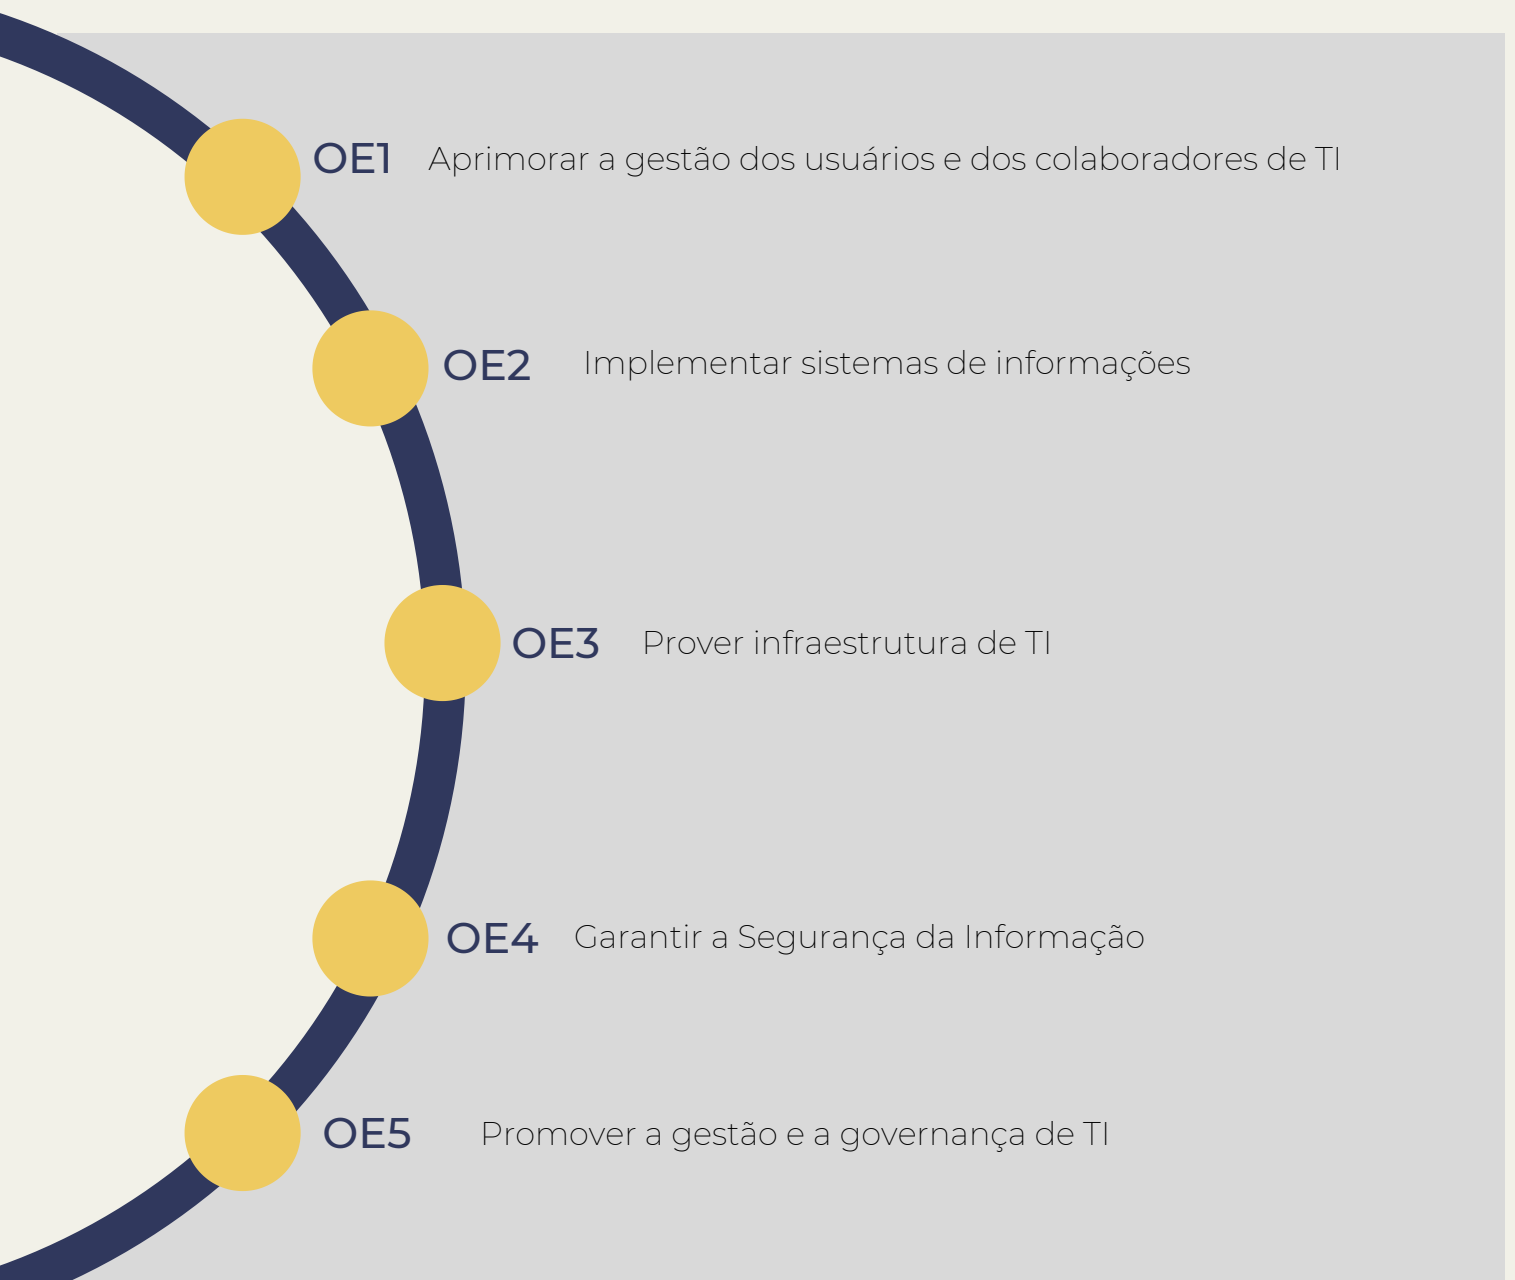 OE1 Aprimorar a gestão dos usuários e dos colaboradores de TI
OE2 Implementar sistemas de informações
OE3 Prover infraestrutura de TI
OE4 Garantir a Segurança da Informação
OE5 Promover a gestão e a governança de TI